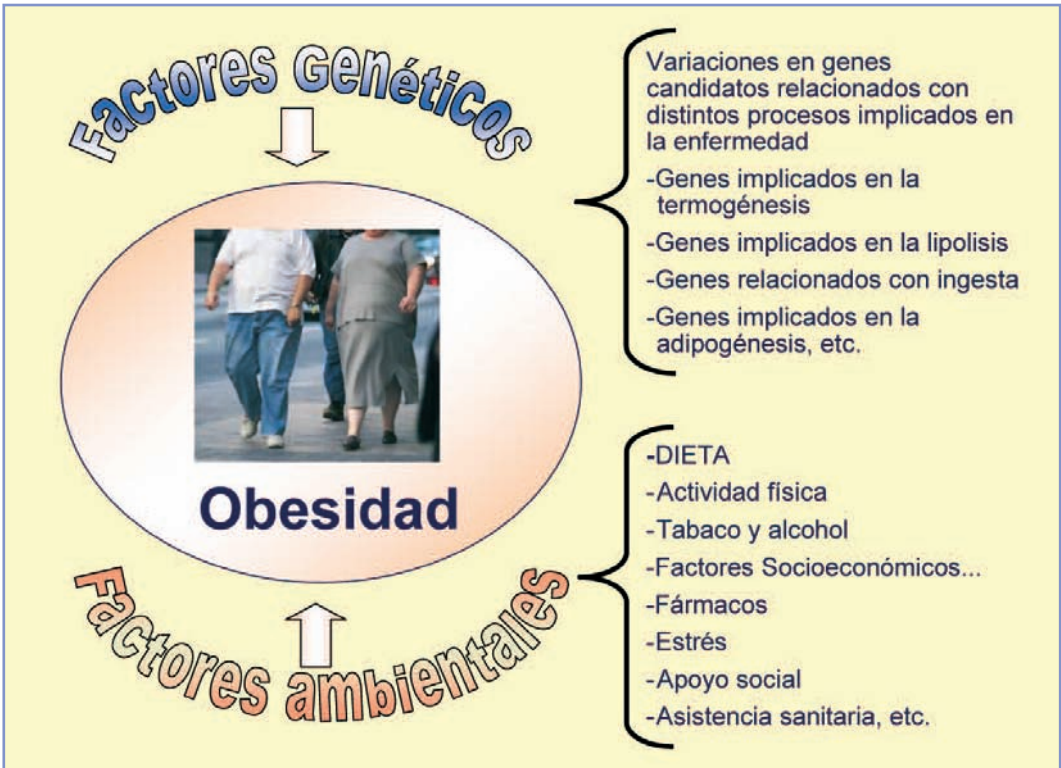 Factores Genéticos
Variaciones en genes
candidatos relacionados con
distintos procesos implicados en
la enfermedad
-Genes implicados en la
termogénesis
-Genes implicados en la lipolisis
-Genes relacionados con ingesta
-Genes implicados en la
adipogénesis, etc.
Obesidad
Factores ambientales
-DIETA
-Actividad física
-Tabaco y alcohol
-Factores Socioeconómicos...
-Fármacos
-Estrés
-Apoyo social
-Asistencia sanitaria, etc.